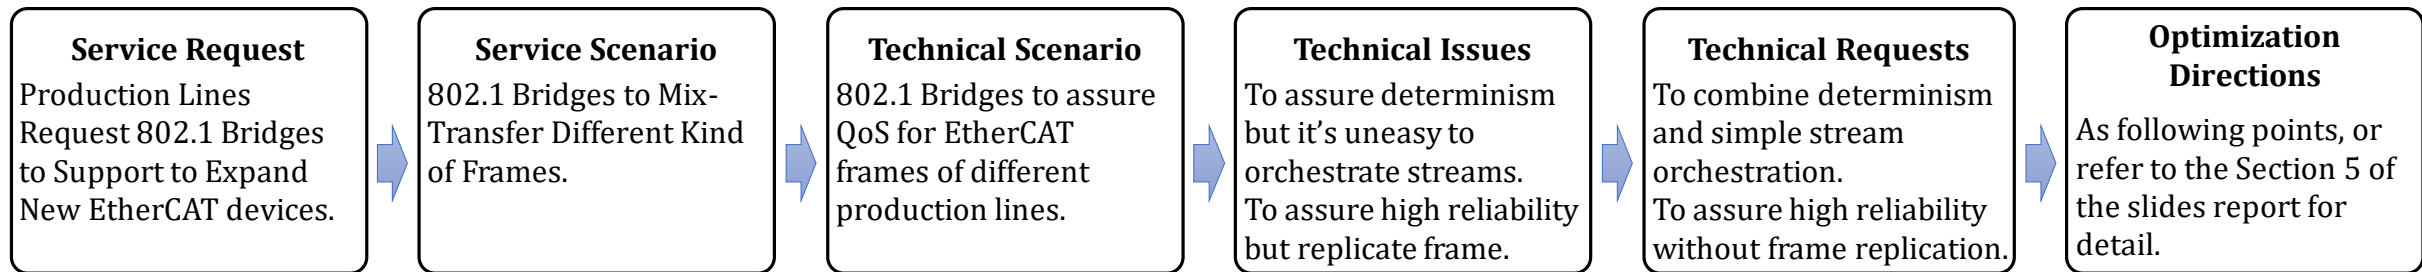 Service Request
Production Lines
Request 802.1 Bridges
to Support to Expand
New EtherCAT devices.
Service Scenario
802.1 Bridges to Mix-
Transfer Different Kind
of Frames.
Technical Scenario
802.1 Bridges to assure
QoS for EtherCAT
frames of different
production lines.
Technical Issues
To assure determinism
but it’s uneasy to
orchestrate streams.
To assure high reliability
but replicate frame.
Technical Requests
To combine determinism
and simple stream
orchestration.
To assure high reliability
without frame replication.
Optimization
Directions
As following points, or
refer to the Section 5 of
the slides report for
detail.